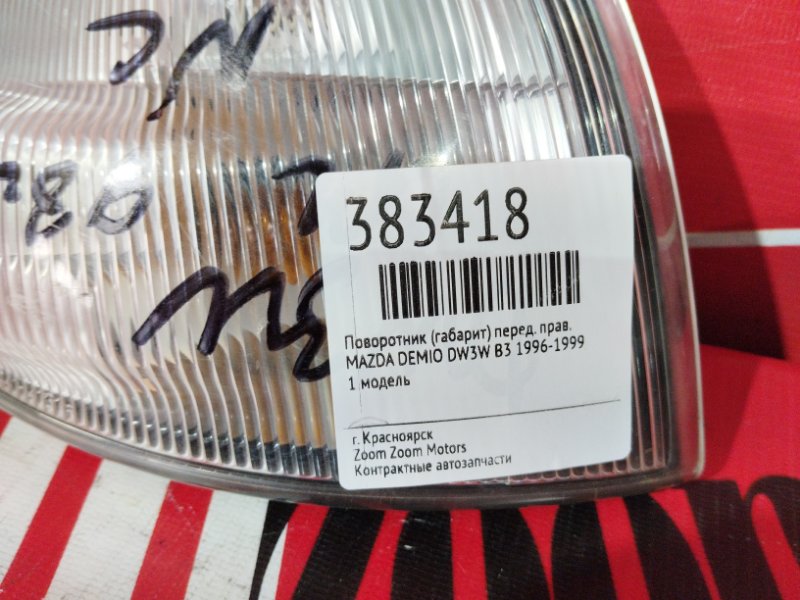 383418
Поворотник (габарит) перед. прав.
MAZDA DEMIO DW3W B3 1996-1999
1 модель
г. Красноярск
Zoom Zoom Motors
Контрактные автозапчасти